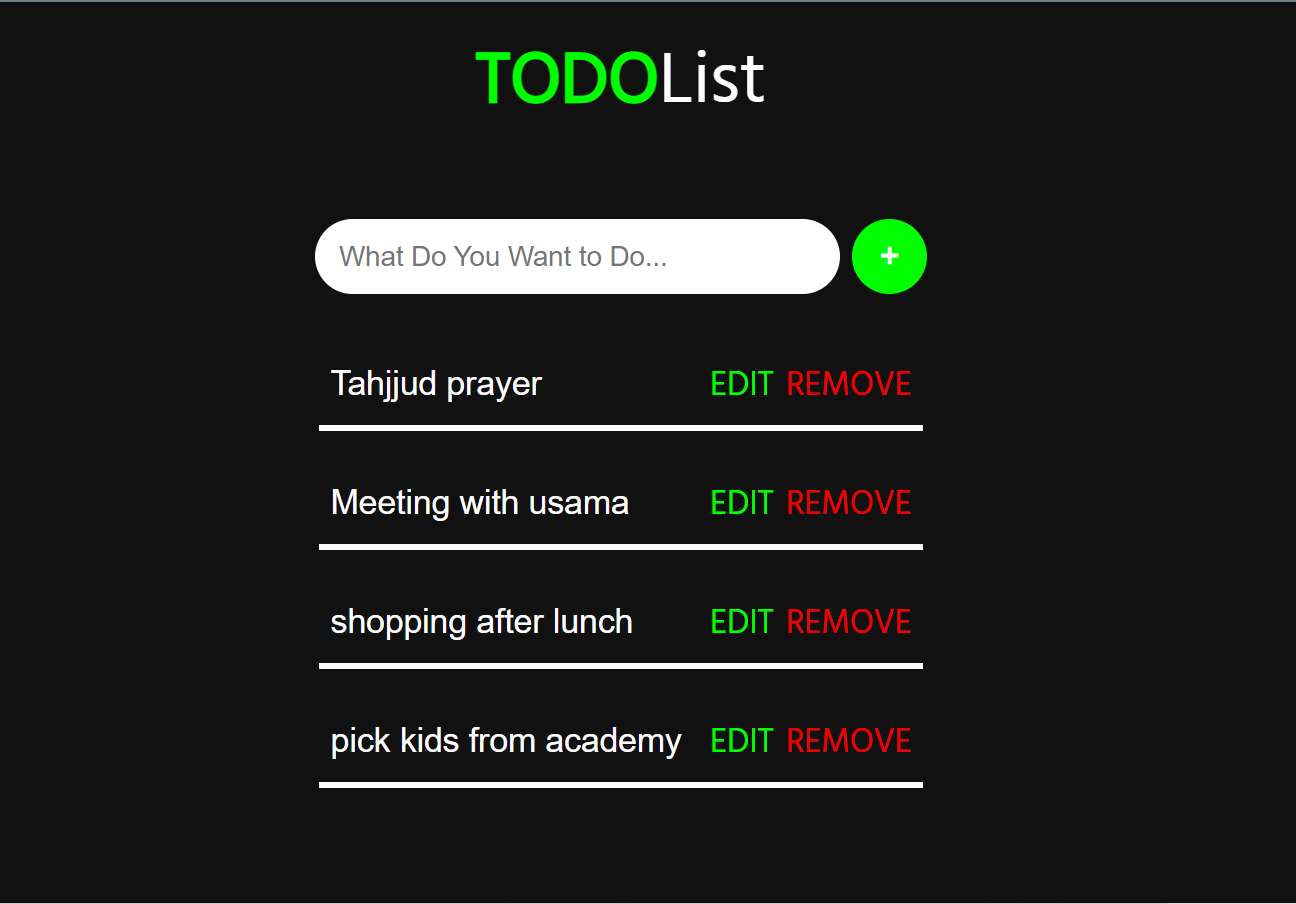 TODOList
What Do You Want to Do...
+
Tahjjud prayer EDIT REMOVE
Meeting with usama EDIT REMOVE
shopping after lunch EDIT REMOVE
pick kids from academy EDIT REMOVE